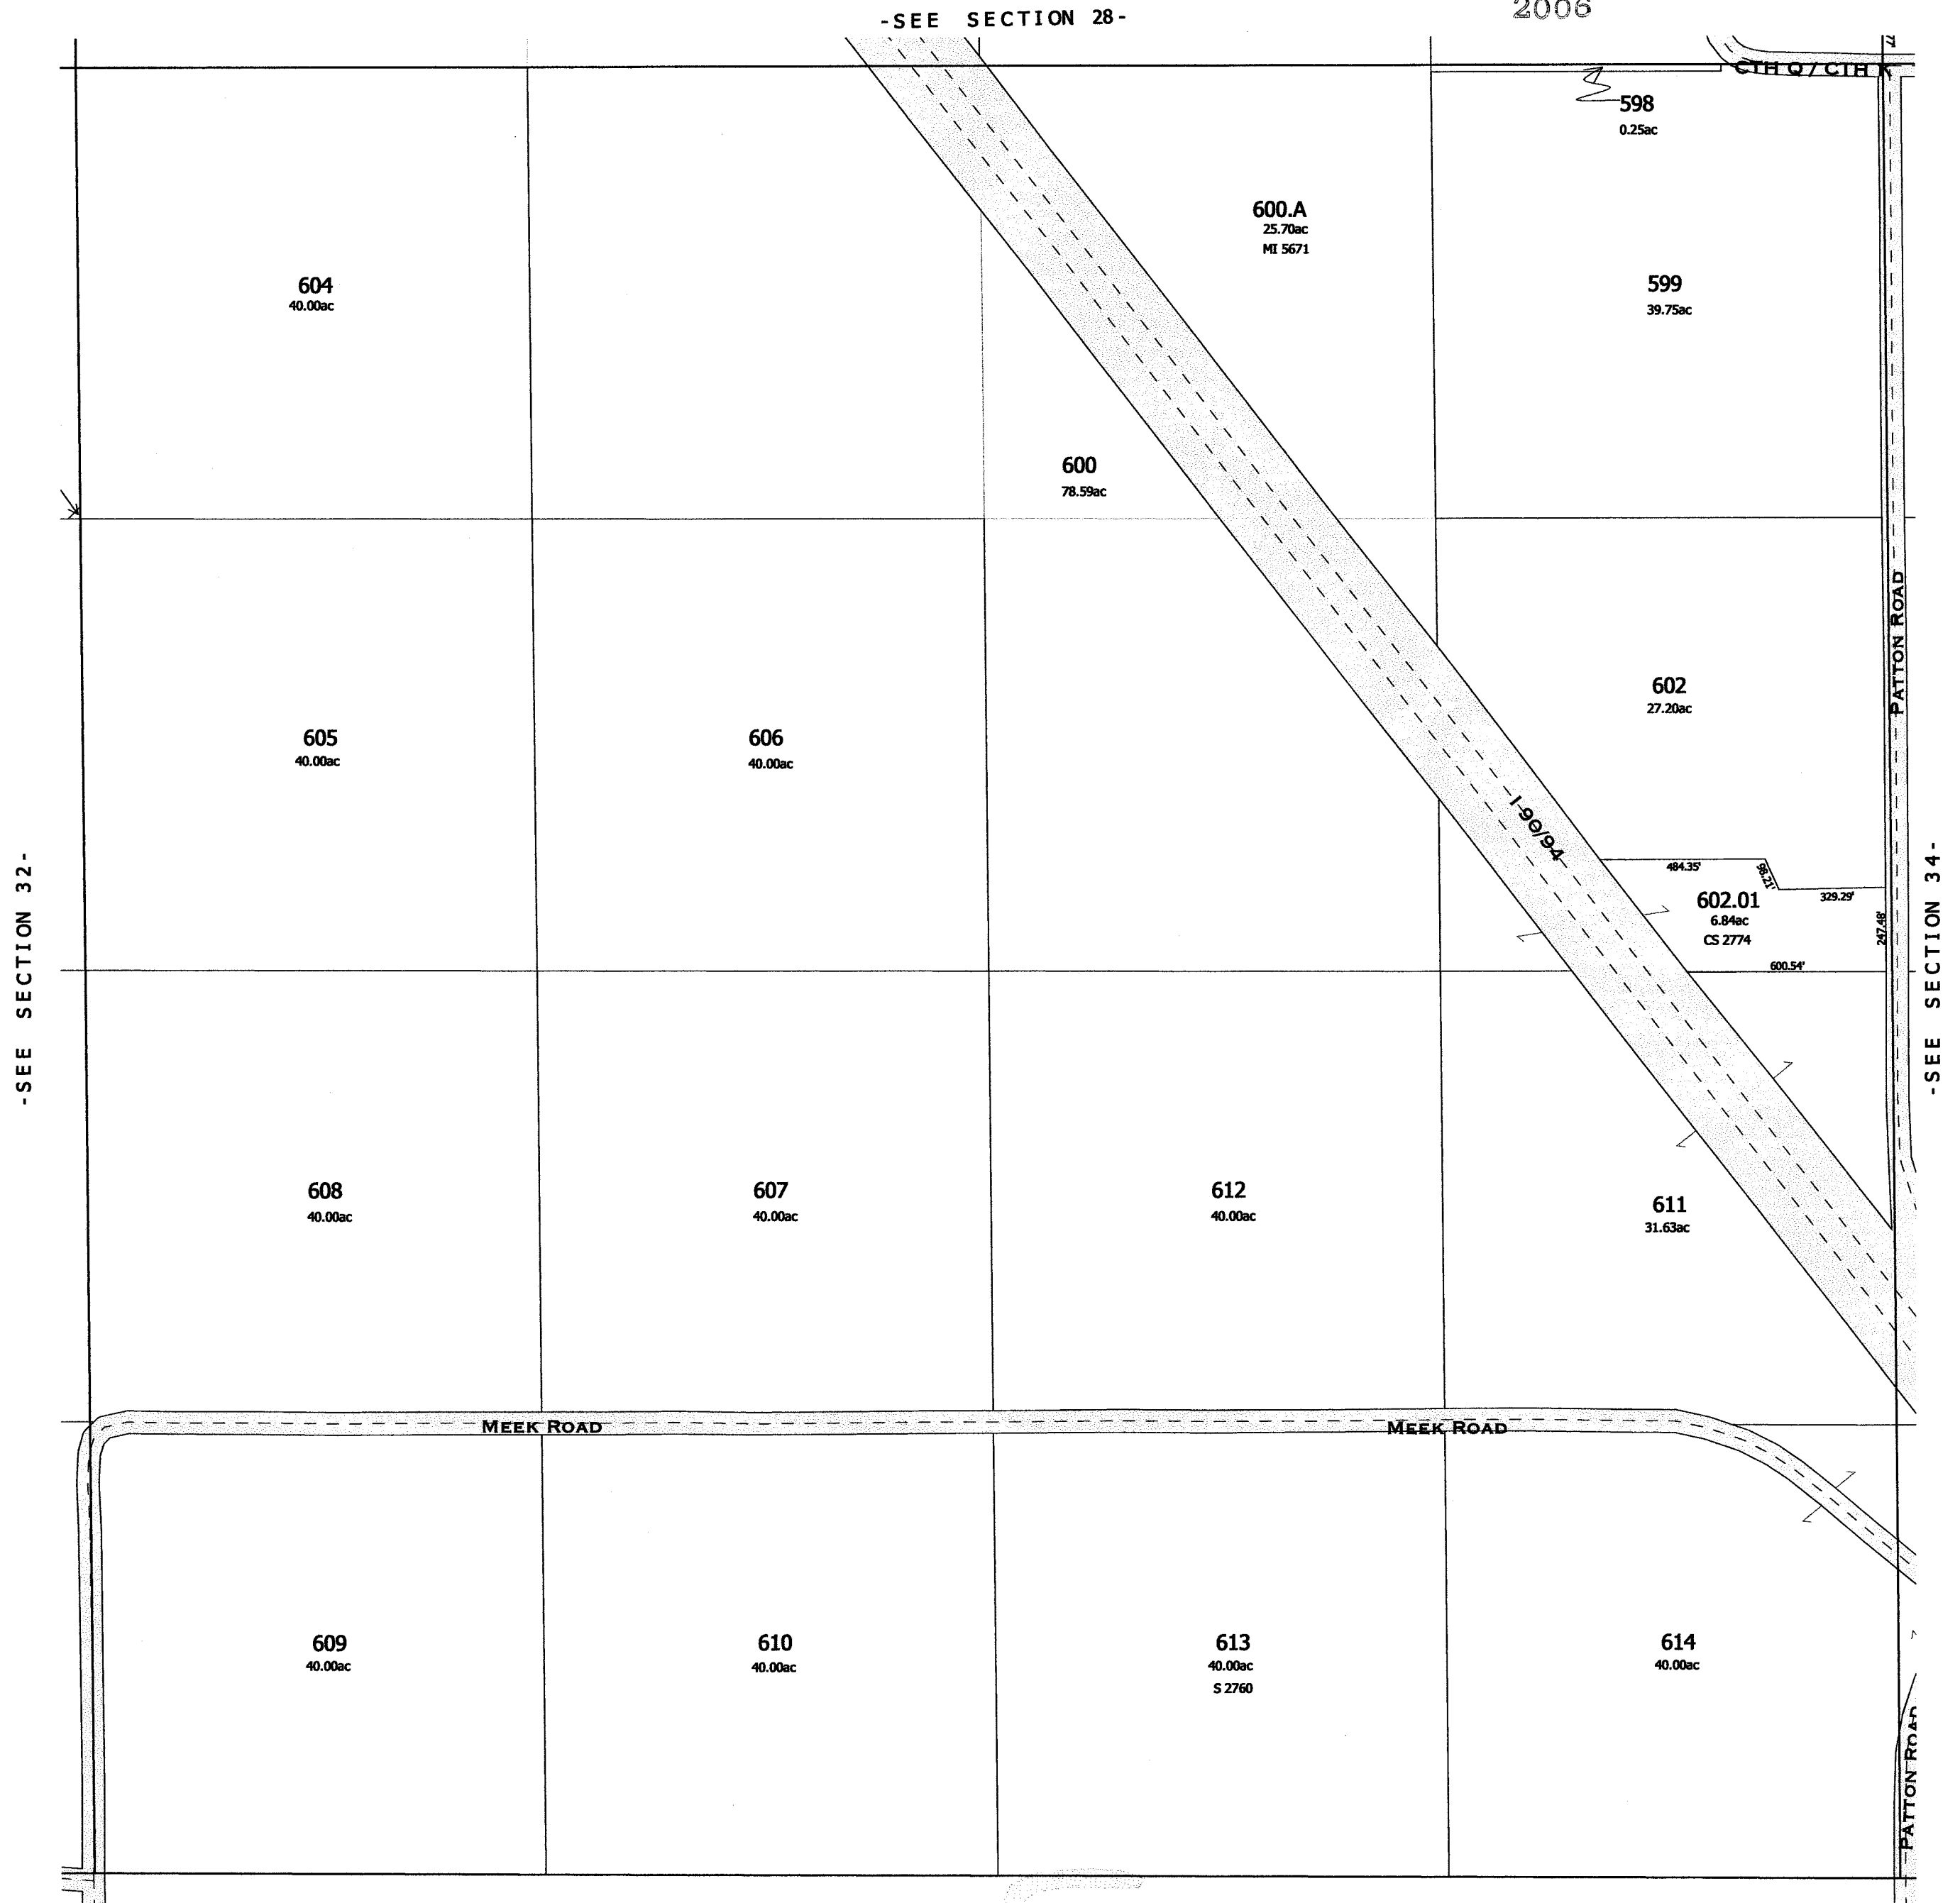 -SEE SECTION 28-
2006
CTH Q / CTH K
598
0.25ac
600.A
25.70ac
MI 5671
599
39.75ac
604
40.00ac
600
78.59ac
PATTON ROAD
602
27.20ac
605
40.00ac
606
40.00ac
I-90/94
484.35'
98.21'
329.29'
602.01
6.84ac
CS 2774
247.48'
600.54'
-SEE SECTION 32-
-SEE SECTION 34-
608
40.00ac
607
40.00ac
612
40.00ac
611
31.63ac
MEEK ROAD
MEEK ROAD
609
40.00ac
610
40.00ac
613
40.00ac
S 2760
614
40.00ac
PATTON ROAD